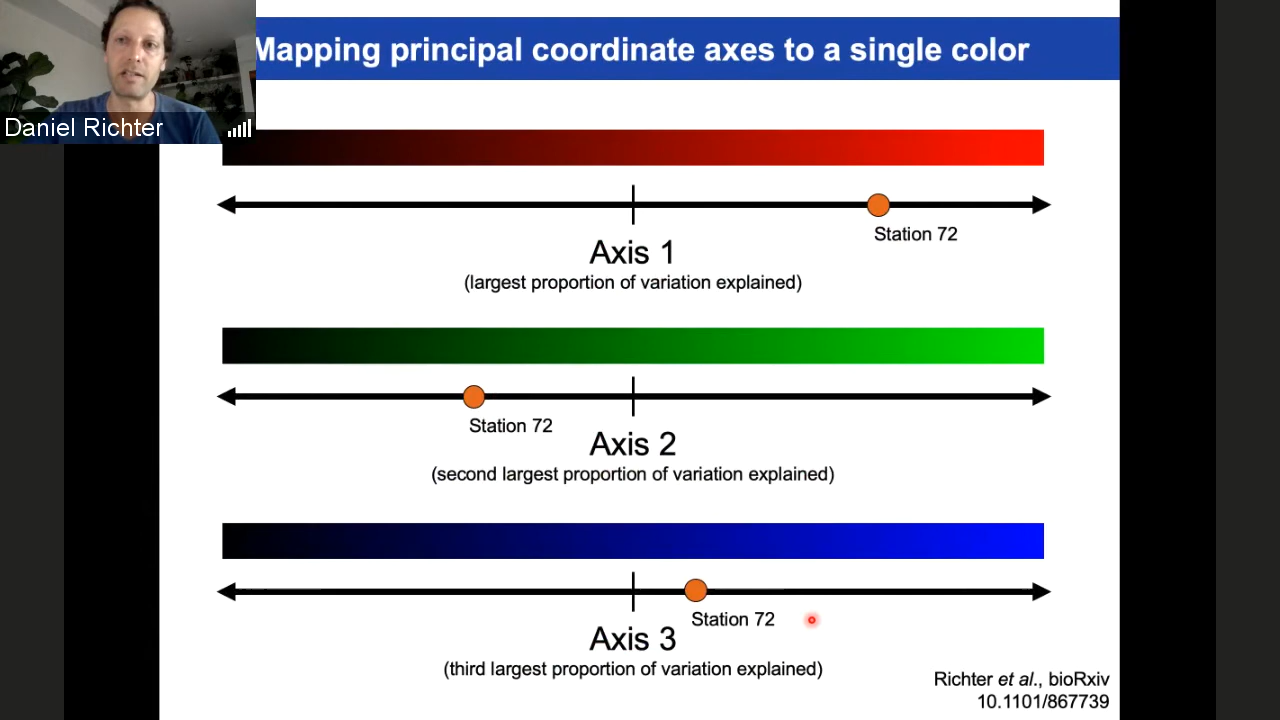 Mapping principal coordinate axes to a single color
Daniel Richter
Station 72
Axis 1
(largest proportion of variation explained)
Station 72
Axis 2
(second largest proportion of variation explained)
Station 72
Axis 3
(third largest proportion of variation explained)
Richter et al., bioRxiv
10.1101/867739